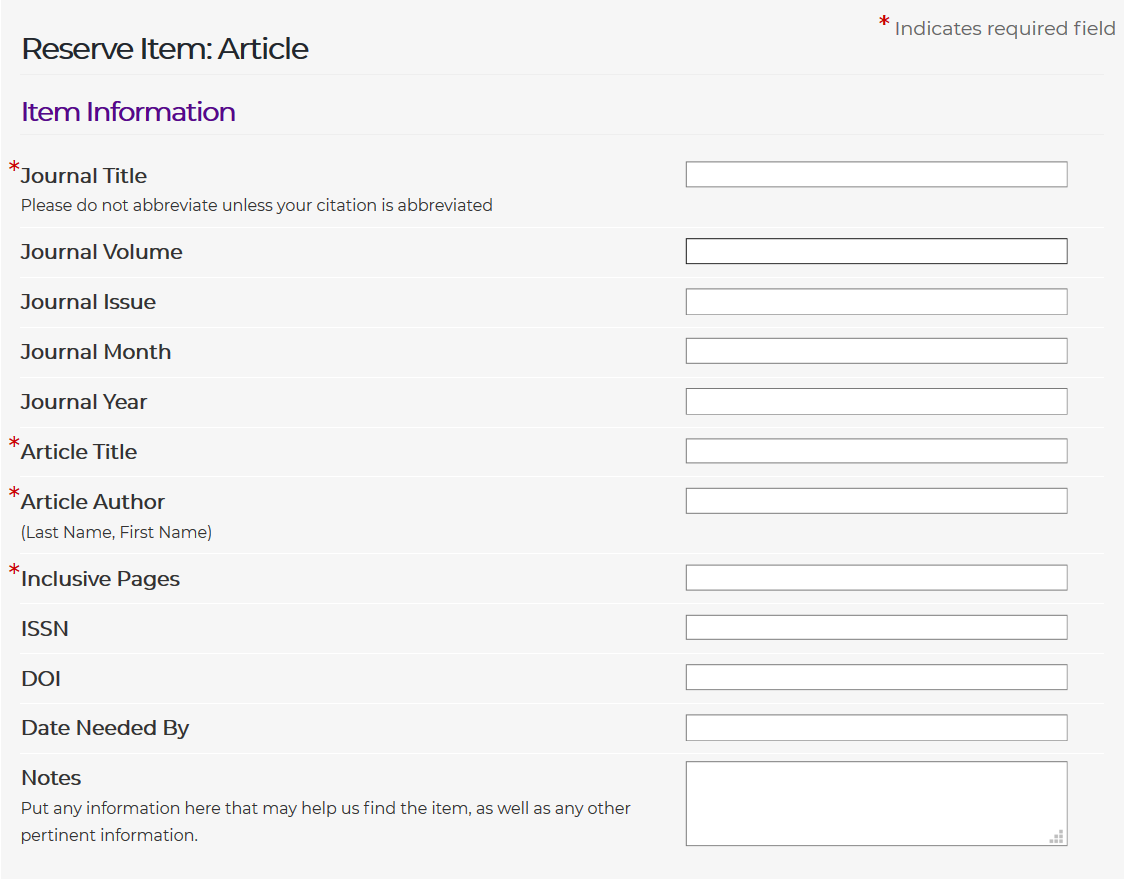 * Indicates required field
Reserve Item: Article
Item Information
*Journal Title
Please do not abbreviate unless your citation is abbreviated
Journal Volume
Journal Issue
Journal Month
Journal Year
*Article Title
*Article Author
(Last Name, First Name)
*Inclusive Pages
ISSN
DOI
Date Needed By
Notes
Put any information here that may help us find the item, as well as any other
pertinent information.